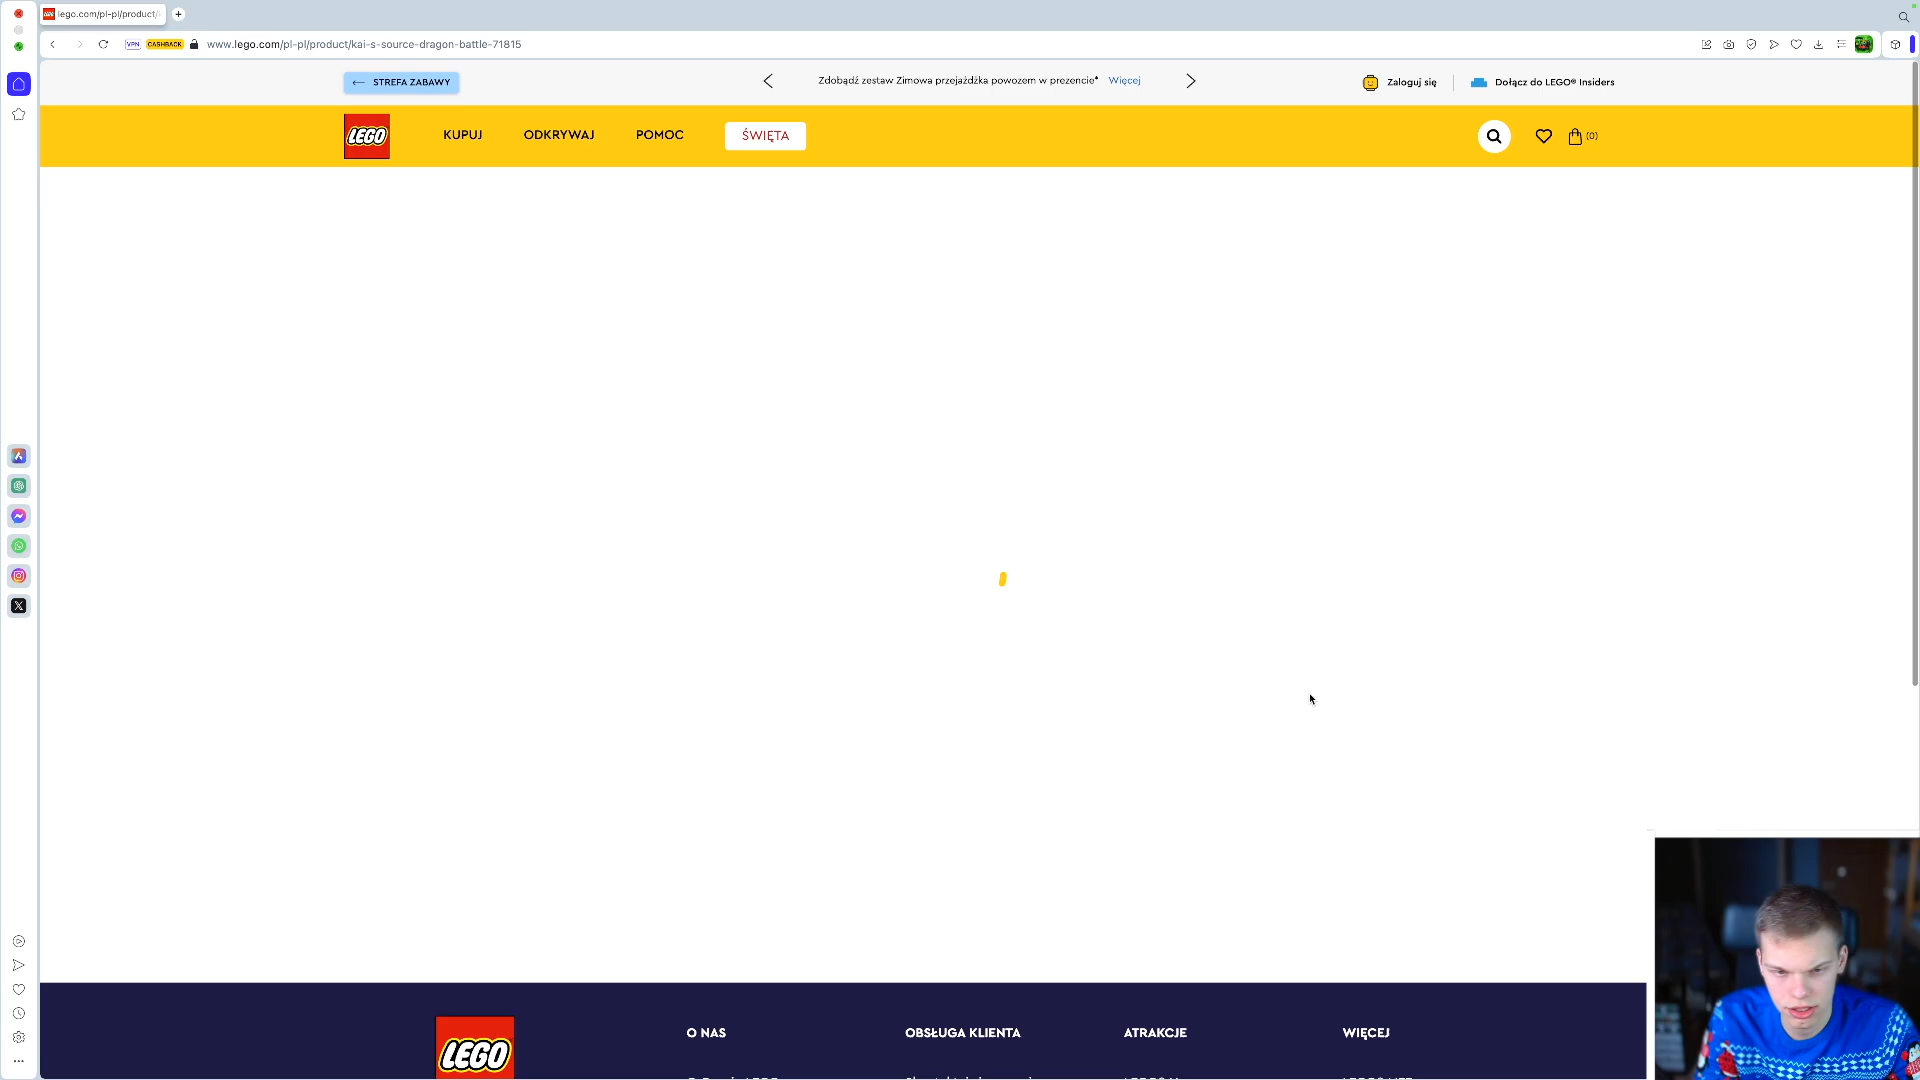 lego.com/pl-pl/product/
VPN CASHBACK www.lego.com/pl-pl/product/kai-s-source-dragon-battle-71815
STREFA ZABAWY
Zdobądź zestaw Zimowa przejażdżka powozem w prezencie* Więcej
Zaloguj się
Dołącz do LEGO® Insiders
LEGO
KUPUJ
ODKRYWAJ
POMOC
ŚWIĘTA
(0)
LEGO
O NAS
OBSŁUGA KLIENTA
ATRAKCJE
WIĘCEJ